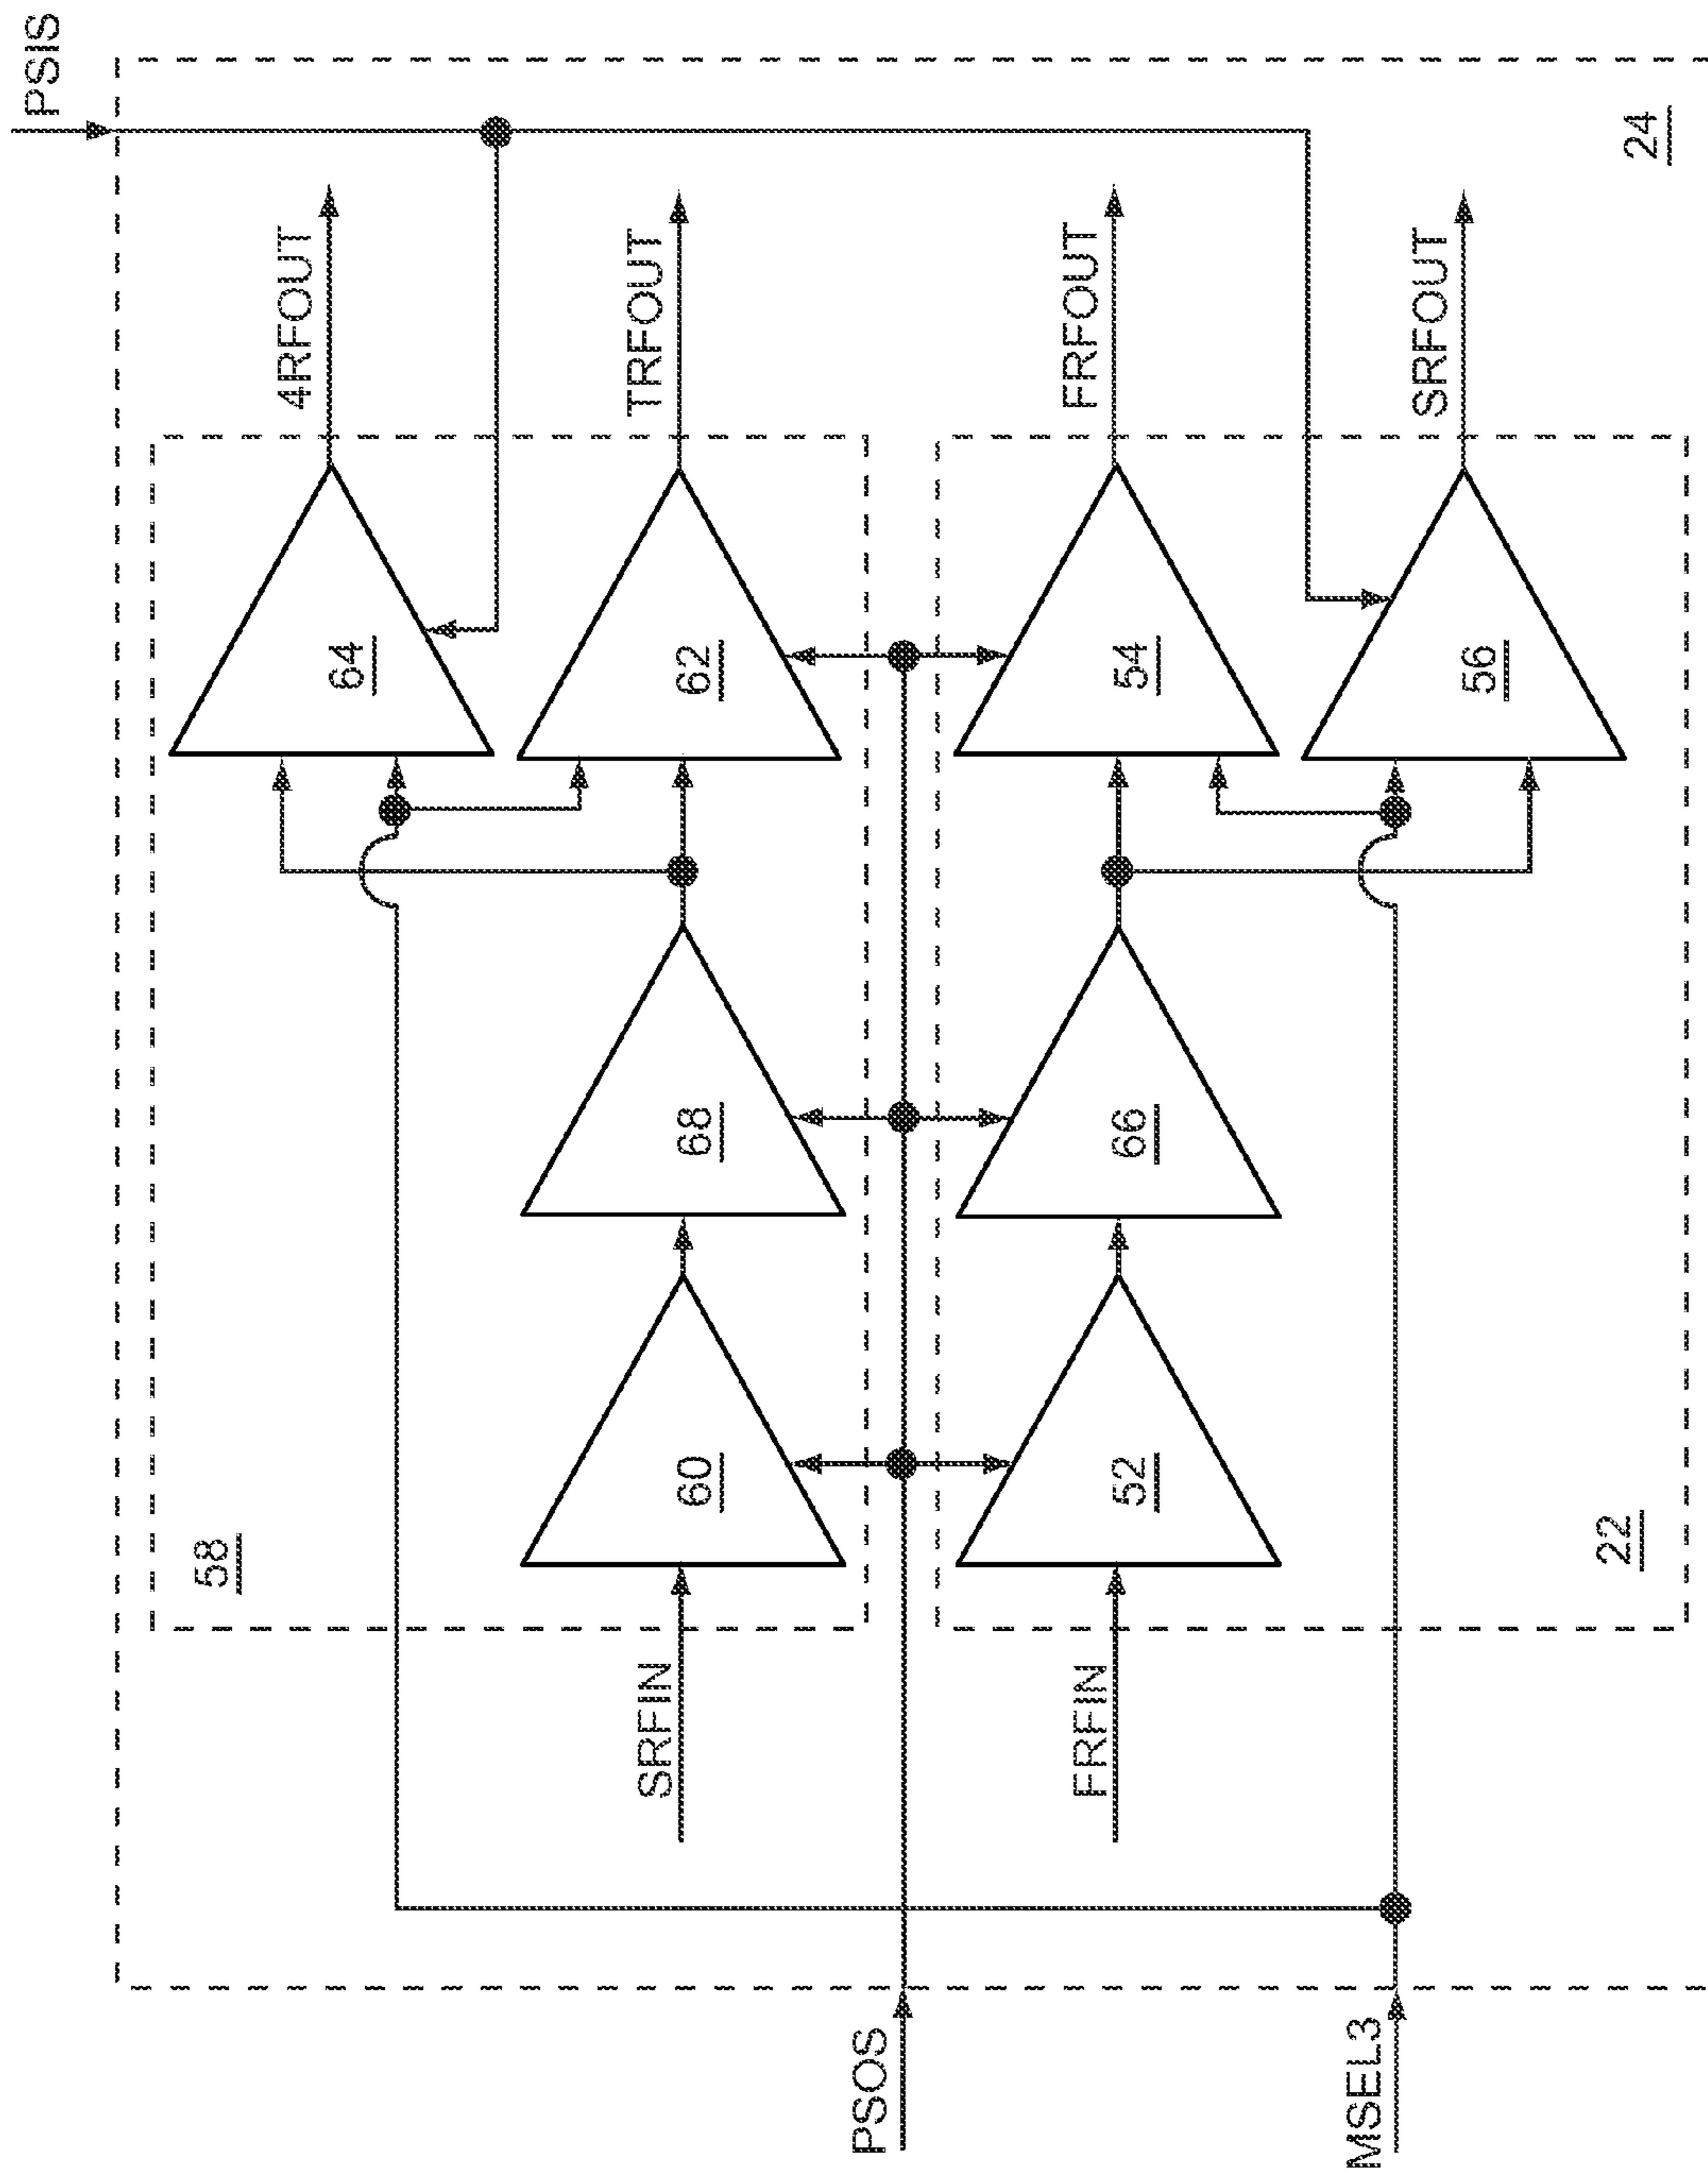 PSIS
58
4RFOUT
64
SRFIN
TRFOUT
60
68
62
PSOS
FRFIN
FRFOUT
52
66
54
MSEL3
SRFOUT
56
22
24